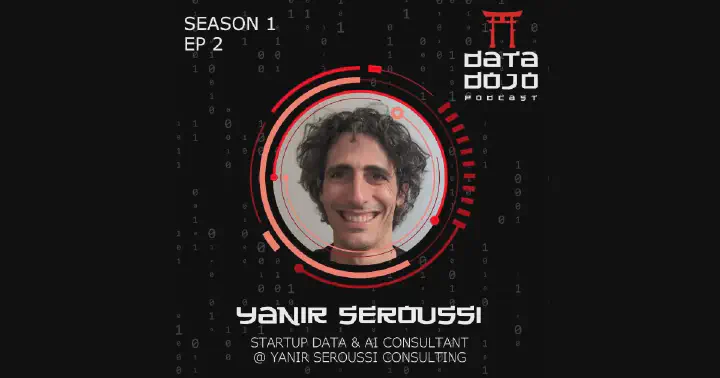 SEASON 1
EP 2
DATA
DOJO
PODCAST
YANIR SEROUSSI
STARTUP DATA & AI CONSULTANT
@ YANIR SEROUSSI CONSULTING